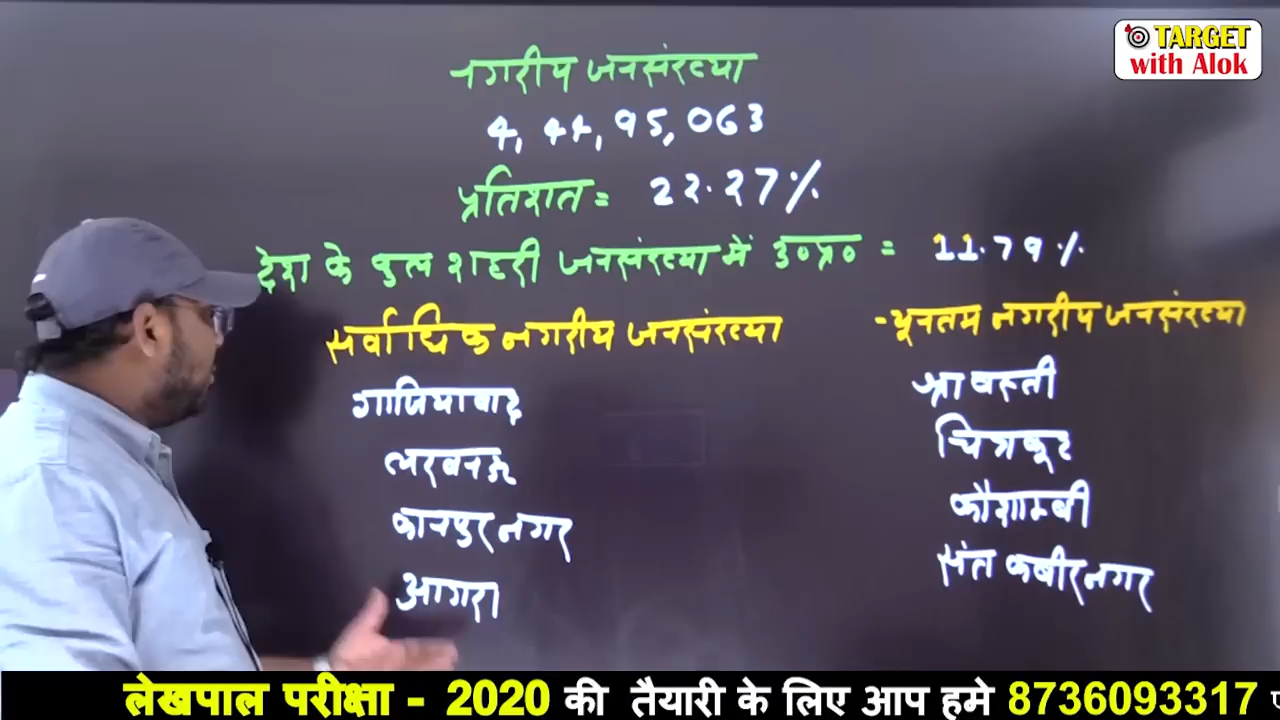 TARGET
with Alok
नगरीय जनसंख्या
4,44,95,063
प्रतिशत = 22.27%
देश के कुल शहरी जनसंख्या में उ०प्र० = 11.79%
सर्वाधिक नगरीय जनसंख्या
न्यूनतम नगरीय जनसंख्या
गाजियाबाद
श्रावस्ती
लखनऊ
चित्रकूट
कानपुर नगर
कौशाम्बी
आगरा
संत कबीर नगर
लेखपाल परीक्षा - 2020 की तैयारी के लिए आप हमे 8736093317